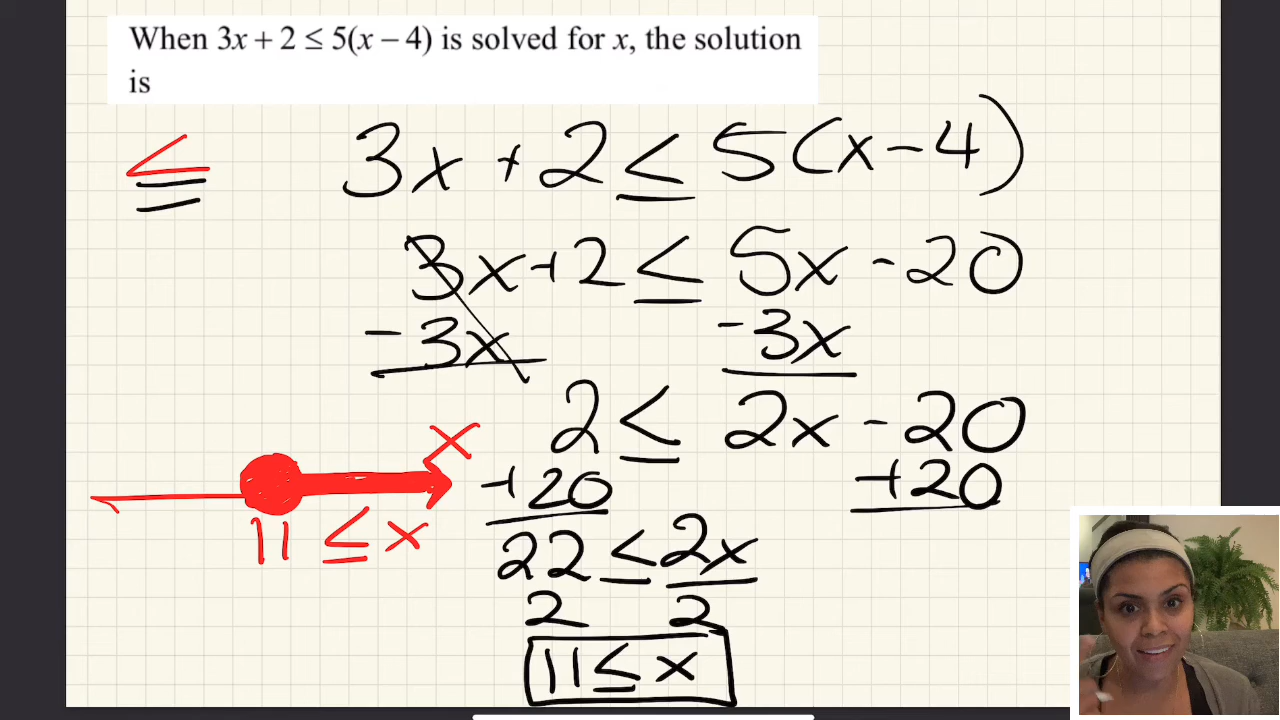 When 3x + 2 ≤ 5(x − 4) is solved for x, the solution
is
≤
3x + 2 ≤ 5(x − 4)
3x + 2 ≤ 5x − 20
− 3x − 3x
2 ≤ 2x − 20
+ 20 + 20
22 ≤ 2x
2 2
11 ≤ x
x
11 ≤ x